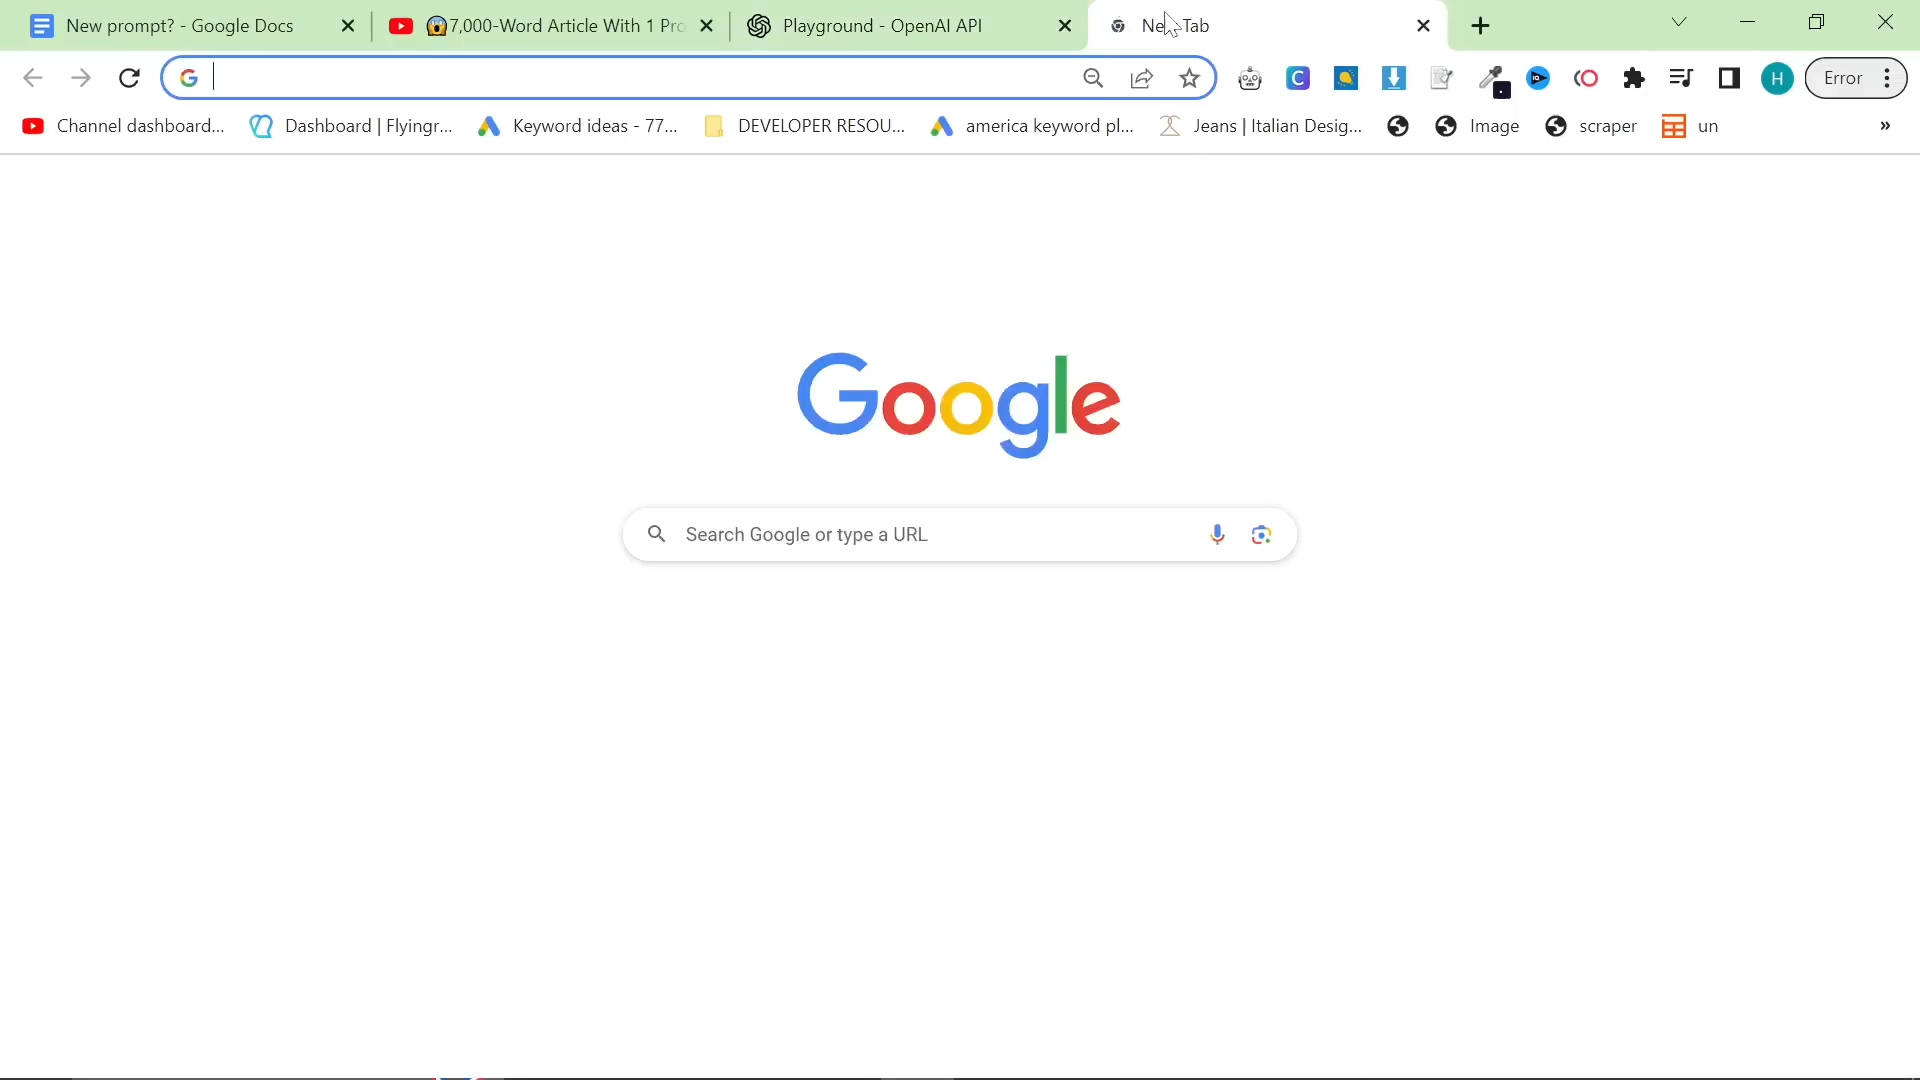 New prompt? - Google Docs
😱7,000-Word Article With 1 Pro
Playground - OpenAI API
New Tab
Error
H
Channel dashboard...
Dashboard | Flyingr...
Keyword ideas - 77...
DEVELOPER RESOU...
america keyword pl...
Jeans | Italian Desig...
Image
scraper
un
»
Google
Search Google or type a URL